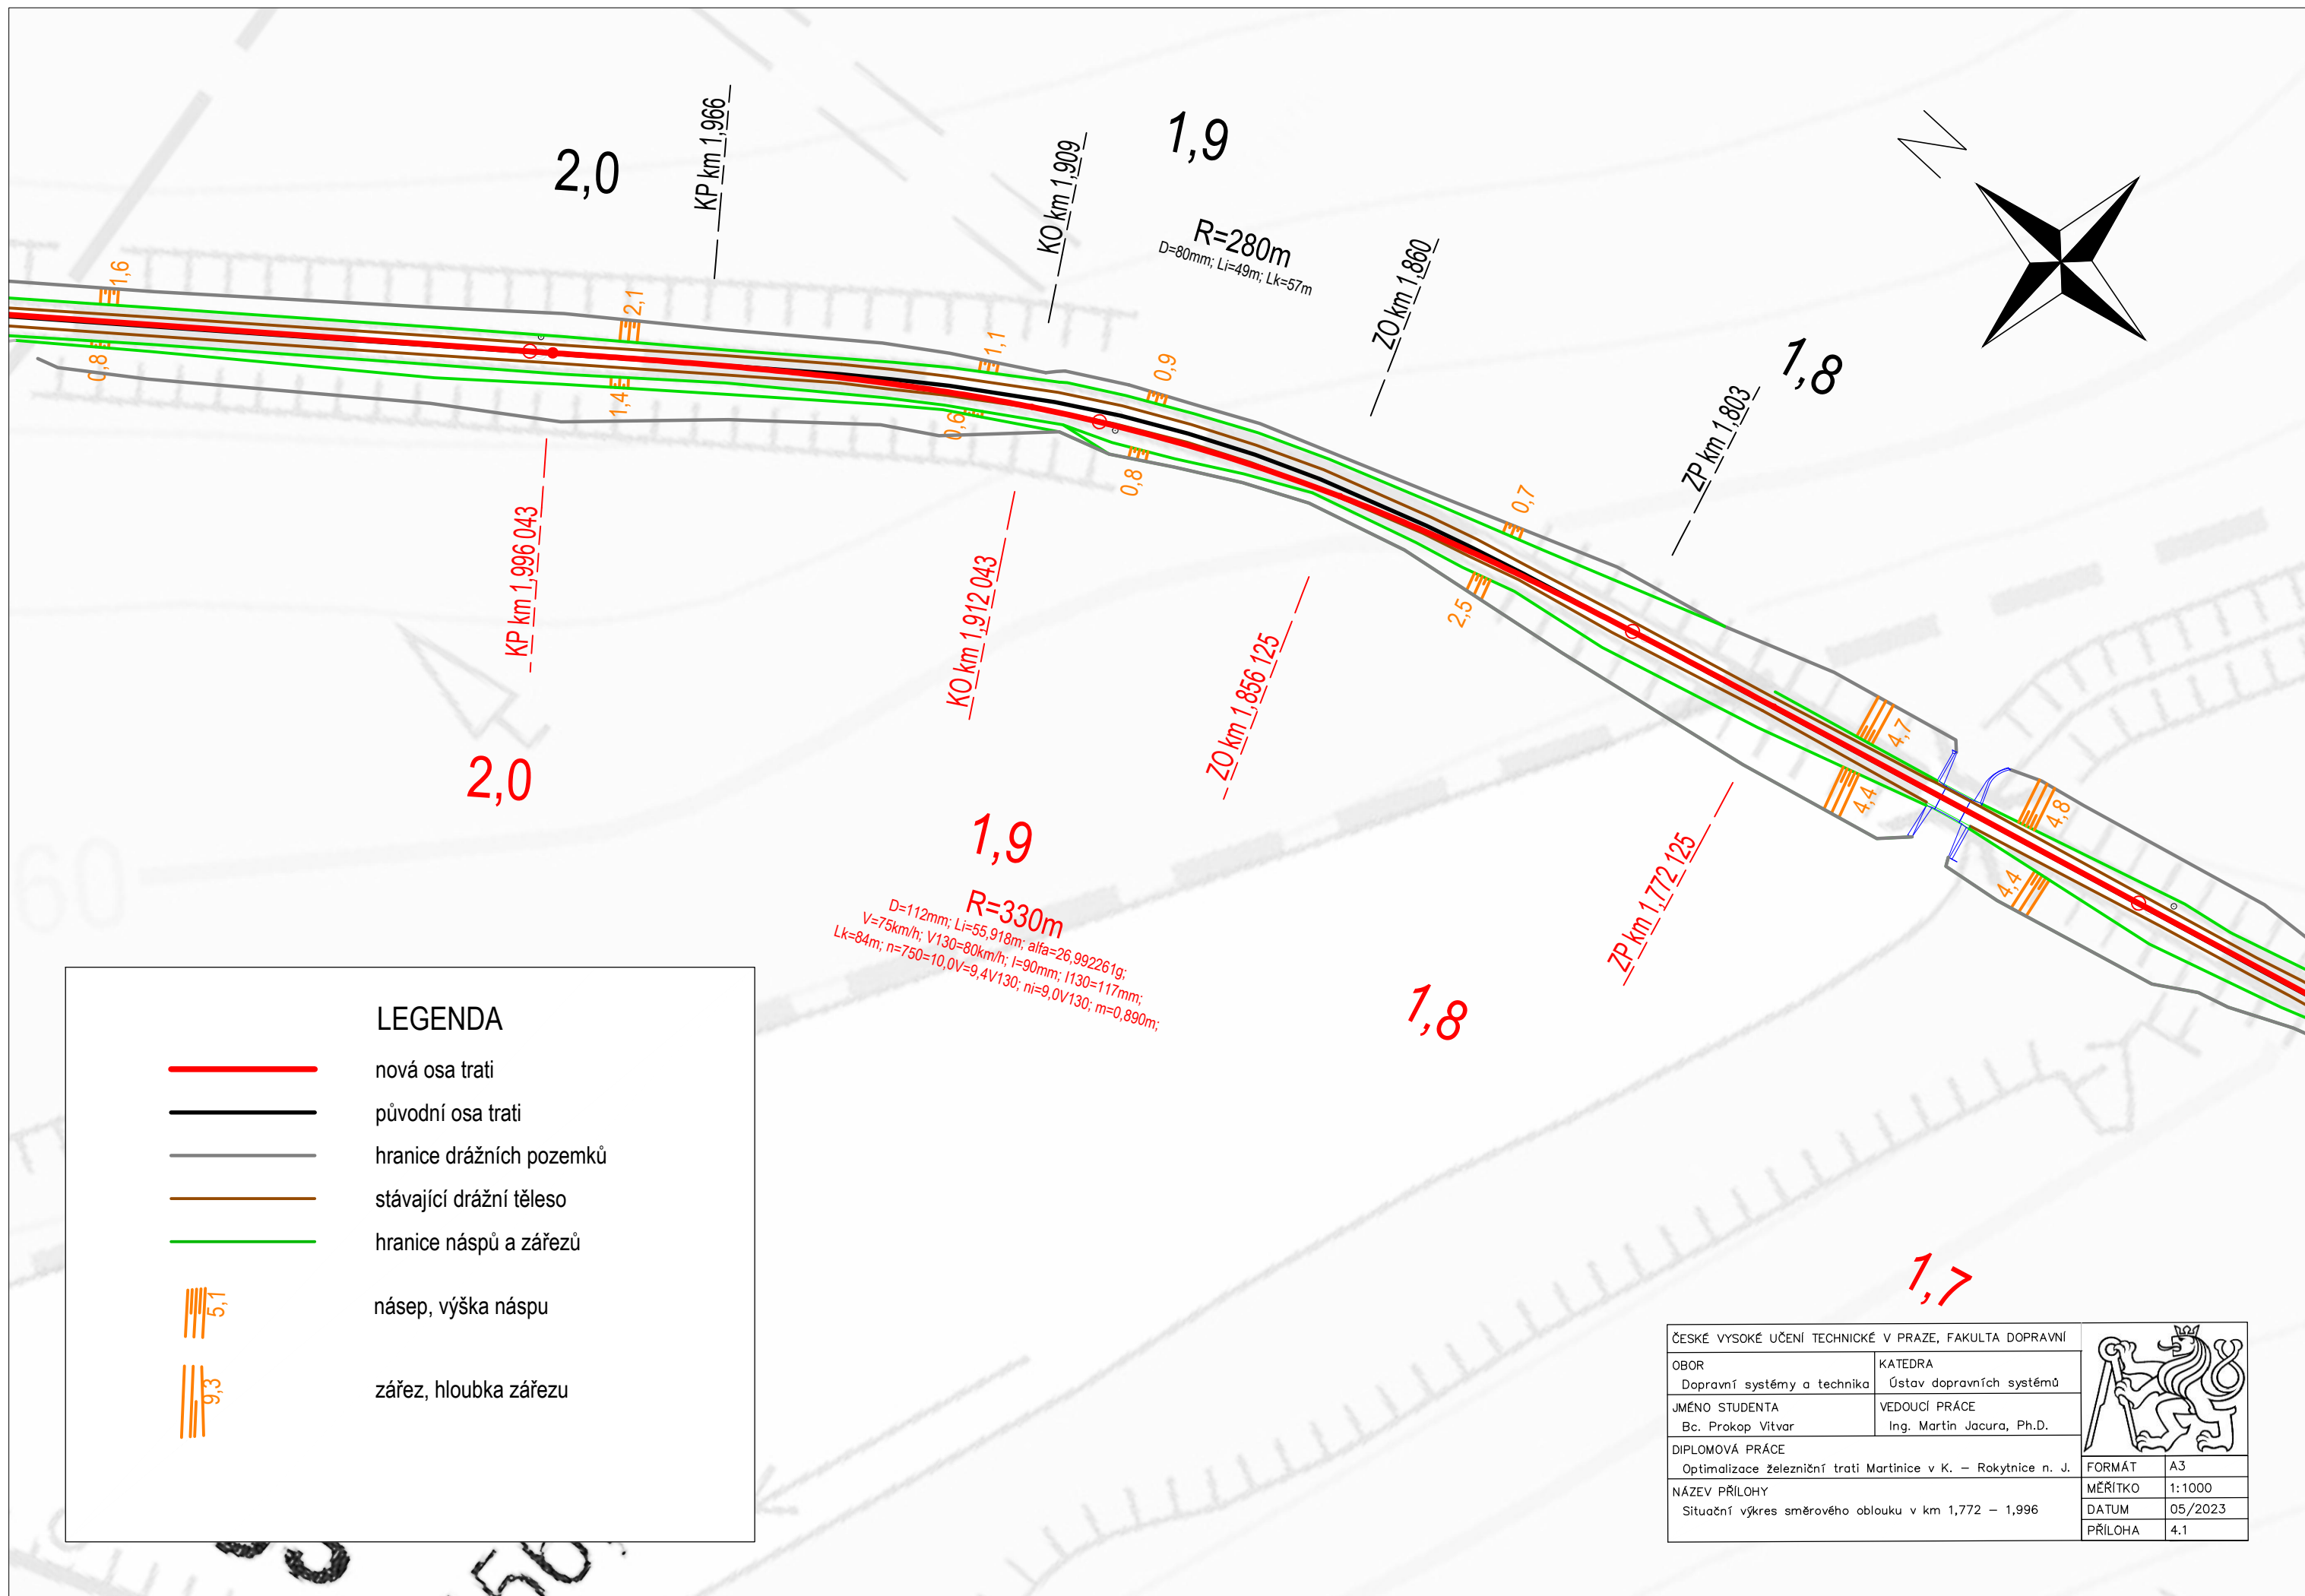 2,0
KP km 1,966
KO km 1,909
1,9
R=280m
D=80mm; Li=49m; Lk=57m
ZO km 1,860
ZP km 1,803
1,8
N
1,6
2,1
1,1
0,9
0,8
1,4
0,6
0,8
0,7
2,5
4,7
4,4
4,8
4,4
KP km 1,996 043
KO km 1,912 043
ZO km 1,856 125
ZP km 1,772 125
2,0
1,9
R=330m
D=112mm; Li=55,918m; alfa=26,992261g;
V=75km/h; V130=80km/h; I=90mm; I130=117mm;
Lk=84m; n=750=10,0V=9,4V130; ni=9,0V130; m=0,890m;
1,8
1,7
60
LEGENDA
nová osa trati
původní osa trati
hranice drážních pozemků
stávající drážní těleso
hranice náspů a zářezů
5,1
násep, výška náspu
9,3
zářez, hloubka zářezu
ČESKÉ VYSOKÉ UČENÍ TECHNICKÉ V PRAZE, FAKULTA DOPRAVNÍ
OBOR
Dopravní systémy a technika
KATEDRA
Ústav dopravních systémů
JMÉNO STUDENTA
Bc. Prokop Vitvar
VEDOUCÍ PRÁCE
Ing. Martin Jacura, Ph.D.
DIPLOMOVÁ PRÁCE
Optimalizace železniční trati Martinice v K. – Rokytnice n. J.
NÁZEV PŘÍLOHY
Situační výkres směrového oblouku v km 1,772 – 1,996
FORMÁT A3
MĚŘÍTKO 1:1000
DATUM 05/2023
PŘÍLOHA 4.1